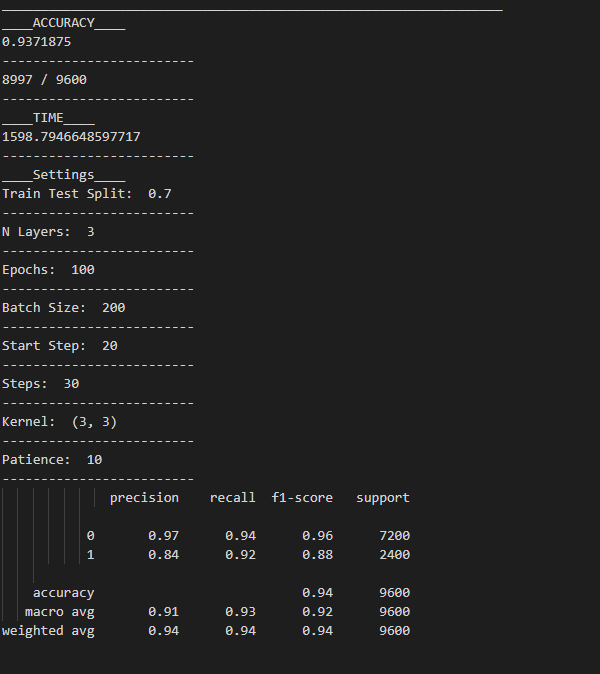 ____ACCURACY____
0.9371875
-------------------------
8997 / 9600
-------------------------
____TIME____
1598.7946648597717
-------------------------
____Settings____
Train Test Split:  0.7
-------------------------
N Layers:  3
-------------------------
Epochs:  100
-------------------------
Batch Size:  200
-------------------------
Start Step:  20
-------------------------
Steps:  30
-------------------------
Kernel:  (3, 3)
-------------------------
Patience:  10
-------------------------
              precision    recall  f1-score   support
           0       0.97      0.94      0.96      7200
           1       0.84      0.92      0.88      2400
    accuracy                           0.94      9600
   macro avg       0.91      0.93      0.92      9600
weighted avg       0.94      0.94      0.94      9600